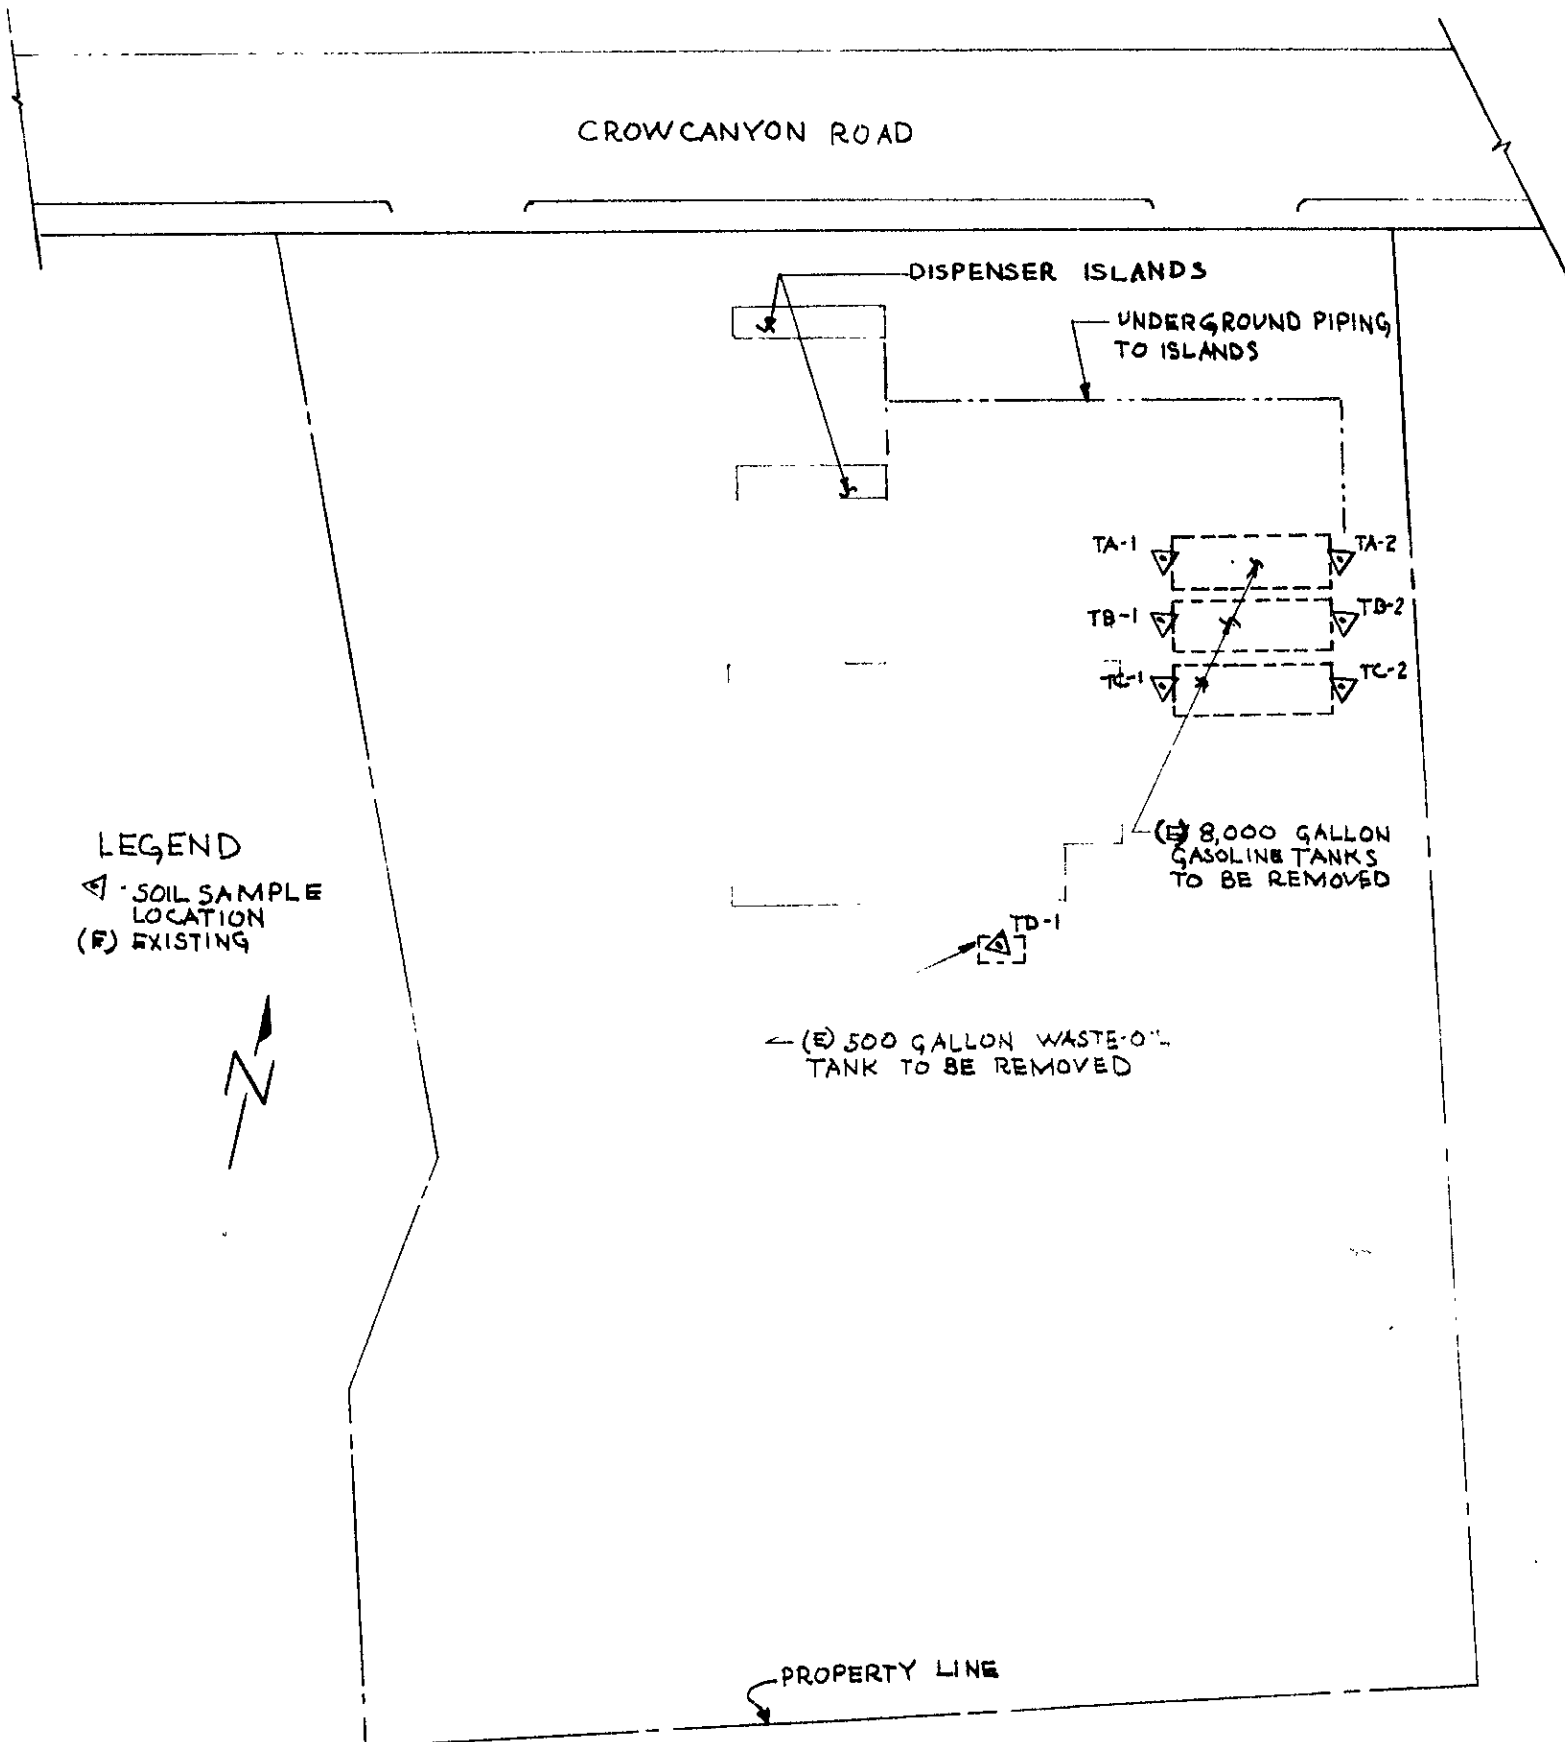 CROWCANYON ROAD
DISPENSER ISLANDS
UNDERGROUND PIPING
TO ISLANDS
TA-1
TA-2
TB-1
TB-2
TC-1
TC-2
(E) 8,000 GALLON
GASOLINE TANKS
TO BE REMOVED
LEGEND
SOIL SAMPLE
LOCATION
(E) EXISTING
TD-1
N
(E) 500 GALLON WASTE-OIL
TANK TO BE REMOVED
PROPERTY LINE